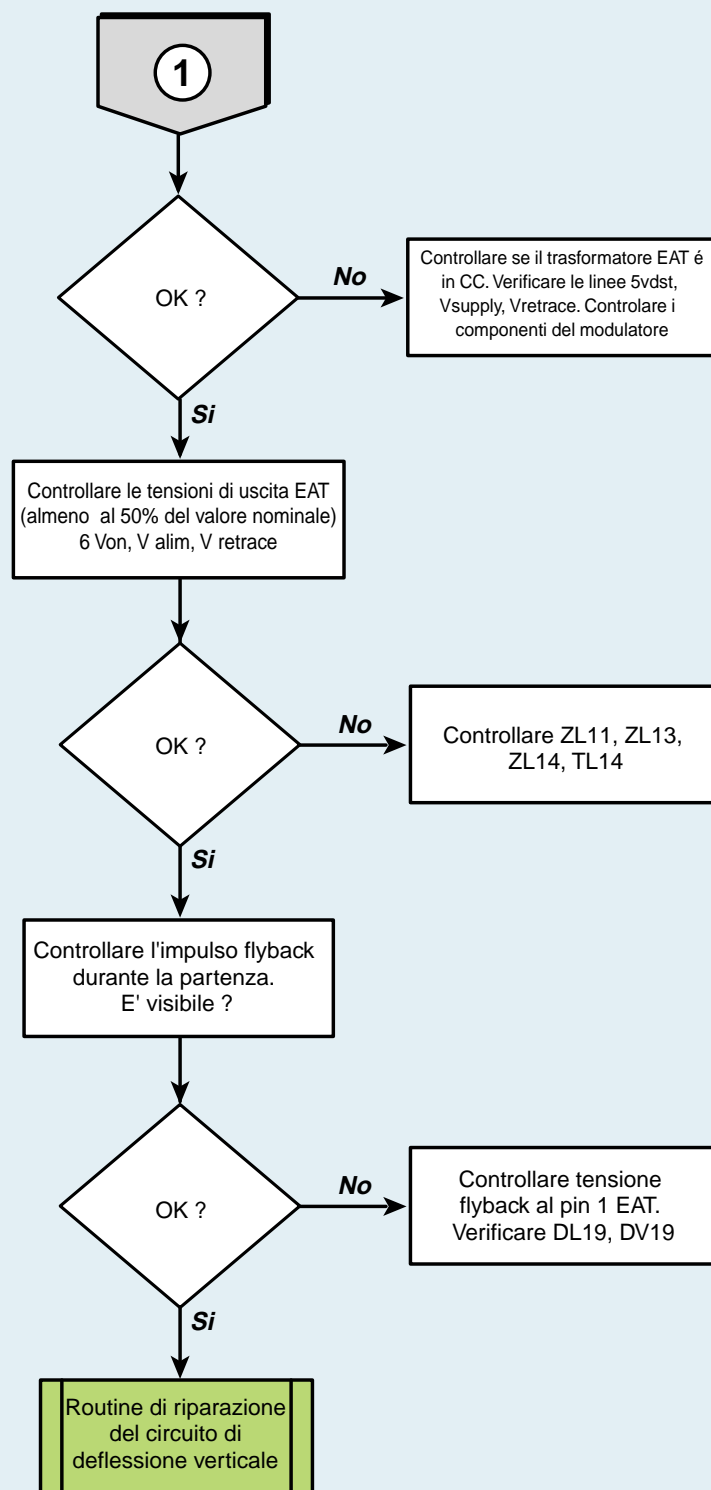 1
OK ?
No
Controllare se il trasformatore EAT é
in CC. Verificare le linee 5vdst,
Vsupply, Vretrace. Controlare i
componenti del modulatore
Si
Controllare le tensioni di uscita EAT
(almeno al 50% del valore nominale)
6 Von, V alim, V retrace
OK ?
No
Controllare ZL11, ZL13,
ZL14, TL14
Si
Controllare l'impulso flyback
durante la partenza.
E' visibile ?
OK ?
No
Controllare tensione
flyback al pin 1 EAT.
Verificare DL19, DV19
Si
Routine di riparazione
del circuito di
deflessione verticale